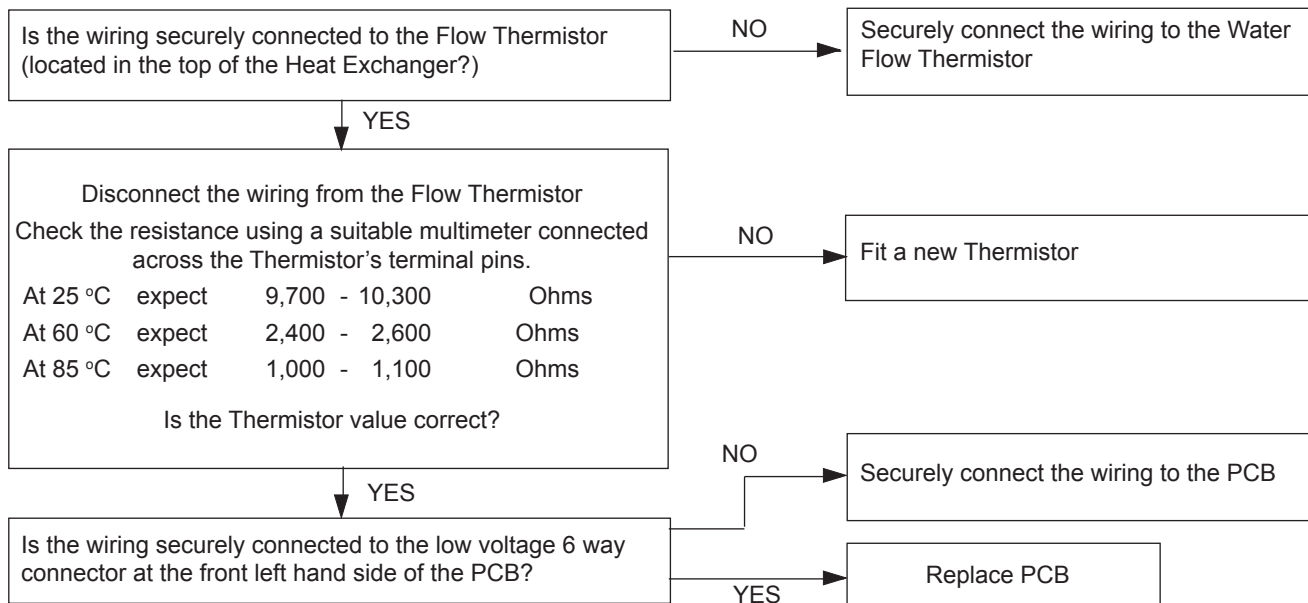 Is the wiring securely connected to the Flow Thermistor
(located in the top of the Heat Exchanger?)
NO
Securely connect the wiring to the Water
Flow Thermistor
YES
Disconnect the wiring from the Flow Thermistor
Check the resistance using a suitable multimeter connected
across the Thermistor's terminal pins.
At 25 °C expect 9,700 - 10,300 Ohms
At 60 °C expect 2,400 - 2,600 Ohms
At 85 °C expect 1,000 - 1,100 Ohms
Is the Thermistor value correct?
NO
Fit a new Thermistor
YES
Is the wiring securely connected to the low voltage 6 way
connector at the front left hand side of the PCB?
NO
Securely connect the wiring to the PCB
YES
Replace PCB